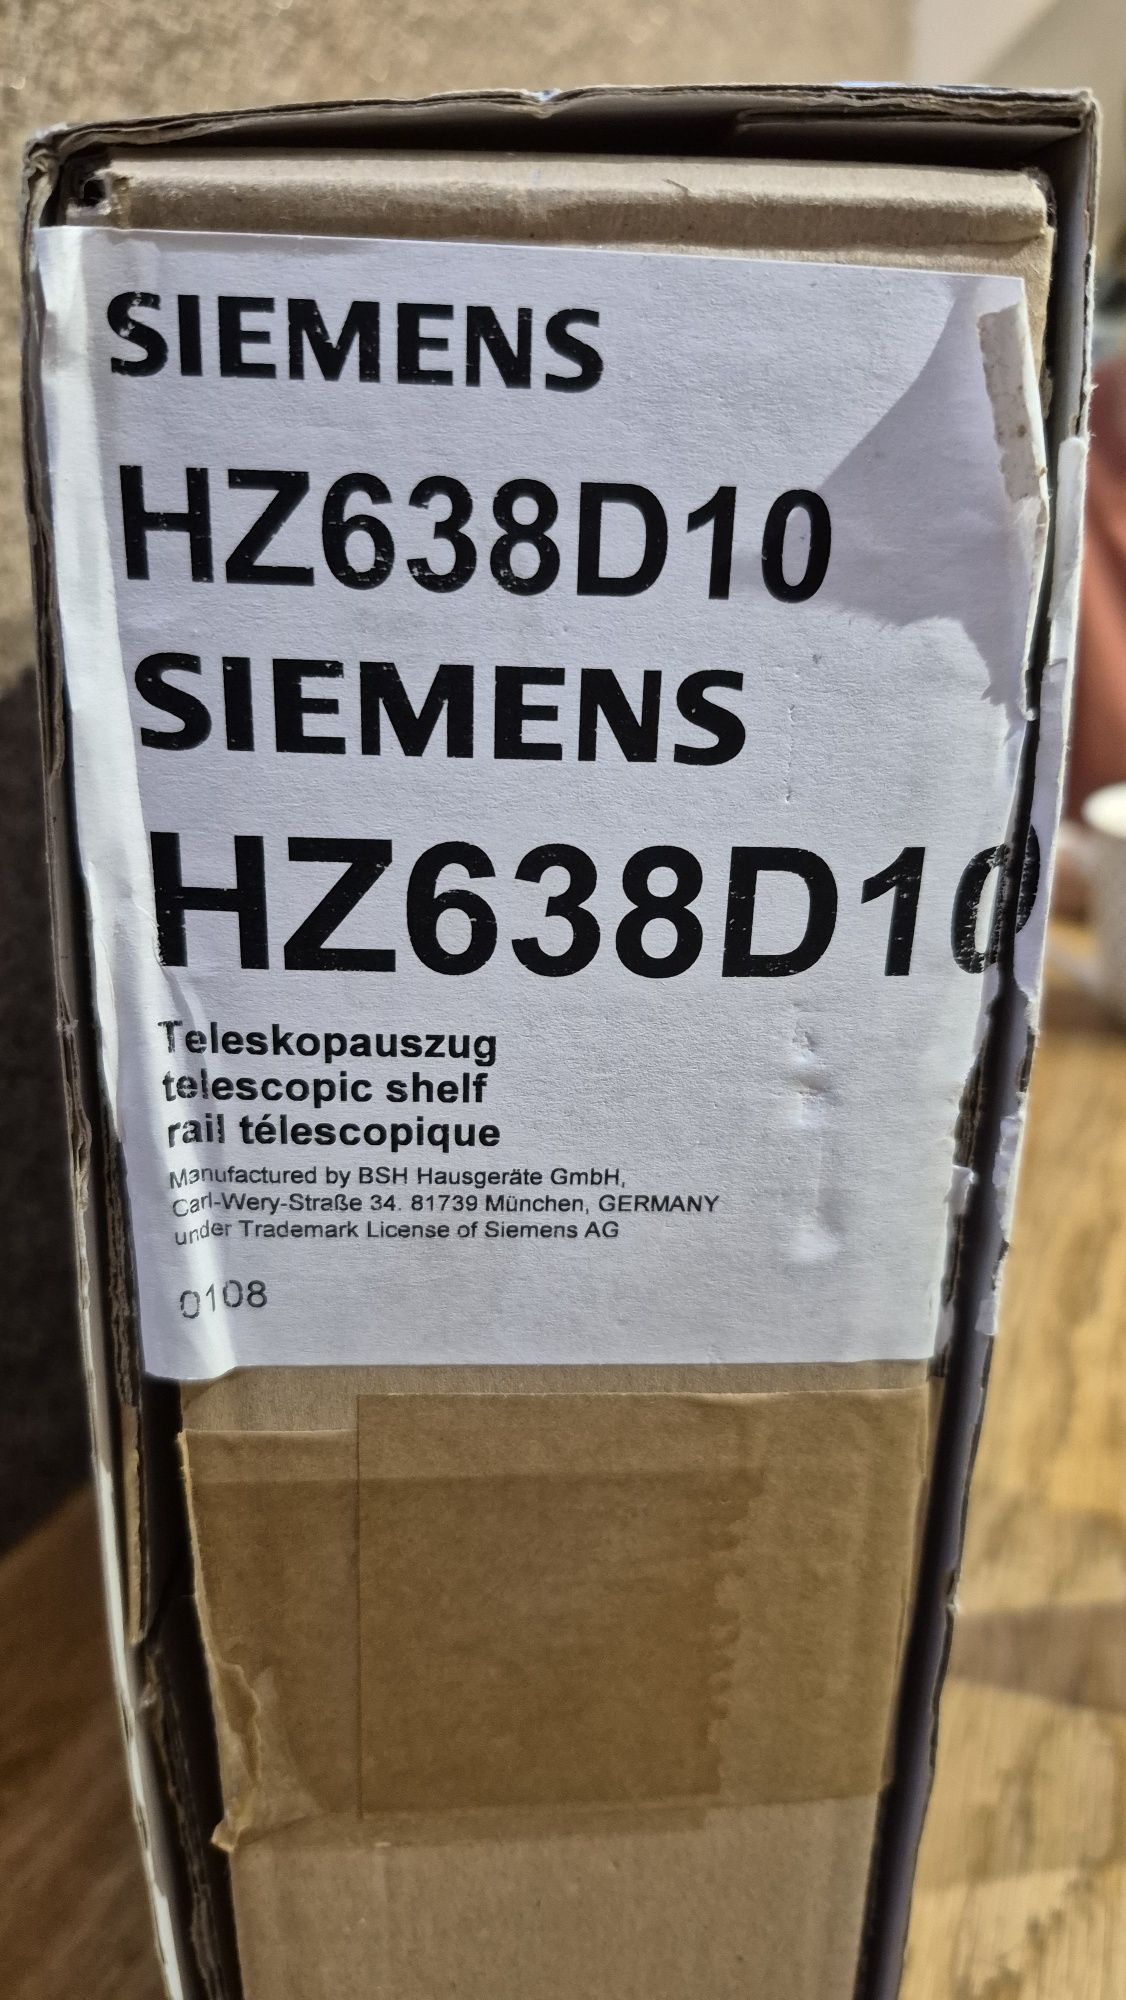 SIEMENS
HZ638D10
SIEMENS
HZ638D10
Teleskopauszug
telescopic shelf
rail télescopique
Manufactured by BSH Hausgeräte GmbH,
Carl-Wery-Straße 34. 81739 München, GERMANY
under Trademark License of Siemens AG
0108